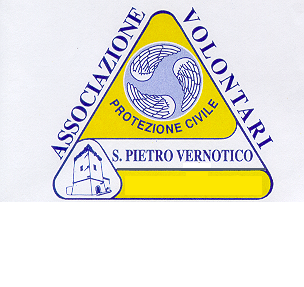 ASSOCIAZIONE
VOLONTARI
PROTEZIONE CIVILE
S. PIETRO VERNOTICO